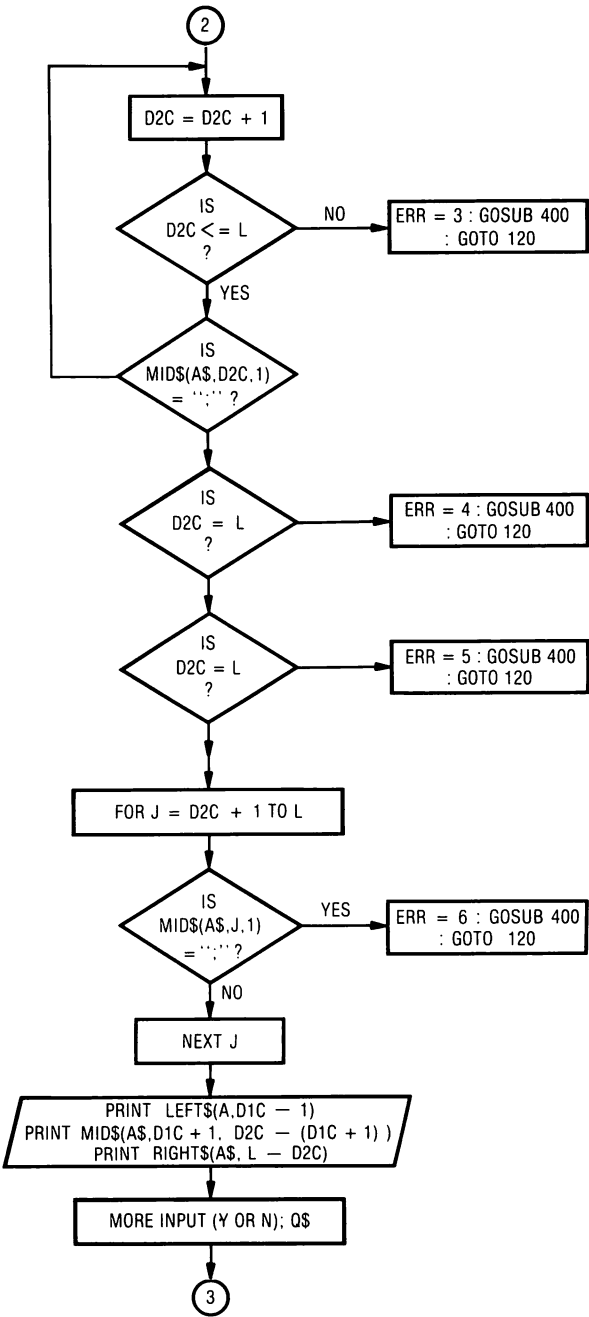 2
D2C = D2C + 1
IS
D2C < = L
?
NO
ERR = 3 : GOSUB 400
: GOTO 120
YES
IS
MID$(A$,D2C,1)
= ";" ?
IS
D2C = L
?
ERR = 4 : GOSUB 400
: GOTO 120
IS
D2C = L
?
ERR = 5 : GOSUB 400
: GOTO 120
FOR J = D2C + 1 TO L
IS
MID$(A$,J,1)
= ";" ?
YES
ERR = 6 : GOSUB 400
: GOTO 120
NO
NEXT J
PRINT LEFT$(A,D1C − 1)
PRINT MID$(A$,D1C + 1, D2C − (D1C + 1) )
PRINT RIGHT$(A$, L − D2C)
MORE INPUT (Y OR N); Q$
3